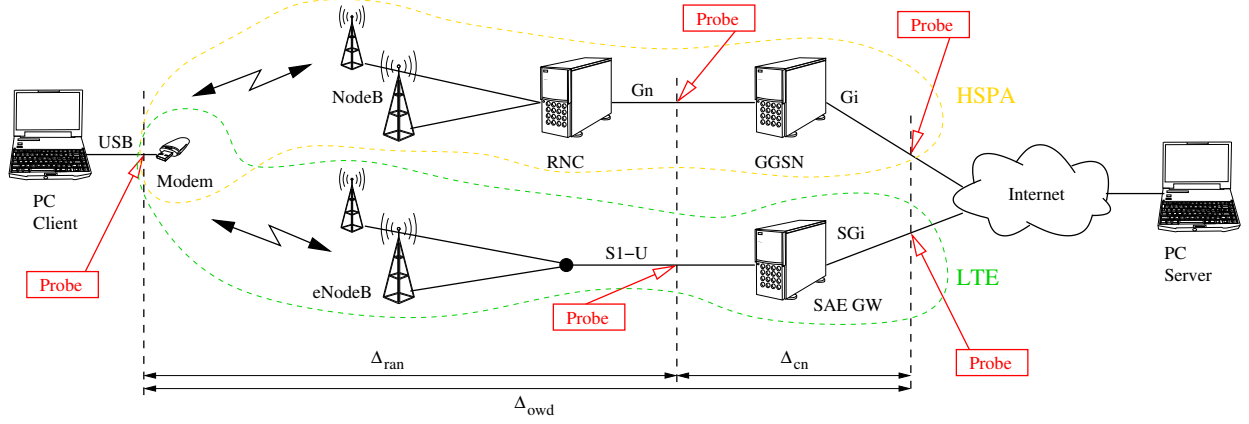 Probe
Probe
Gn
Gi
HSPA
NodeB
USB
RNC
GGSN
Modem
Internet
PC
Client
PC
Server
S1−U
SGi
Probe
eNodeB
Probe
SAE GW
LTE
Probe
Δran
Δcn
Δowd